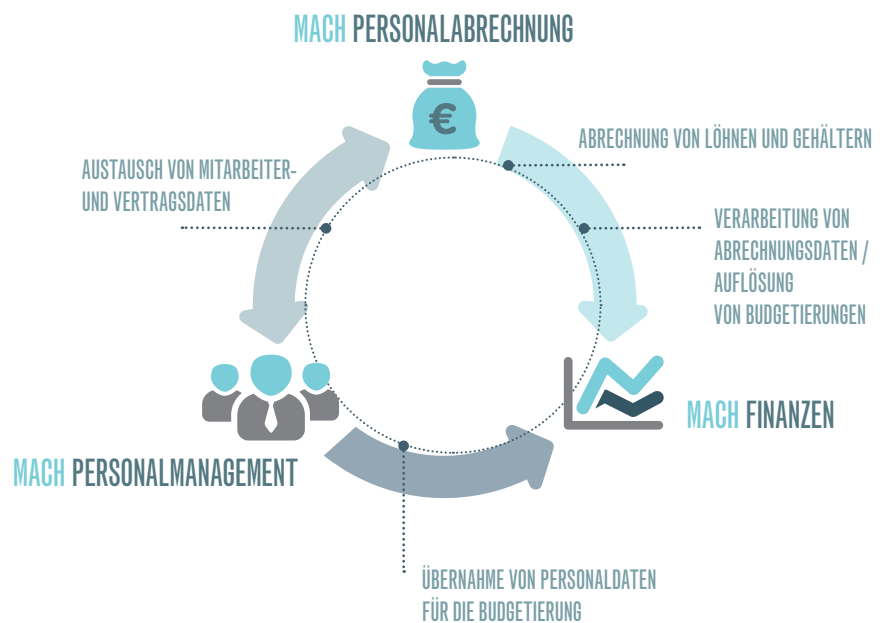 MACH PERSONALABRECHNUNG
€
ABRECHNUNG VON LÖHNEN UND GEHÄLTERN
AUSTAUSCH VON MITARBEITER-
UND VERTRAGSDATEN
VERARBEITUNG VON
ABRECHNUNGSDATEN /
AUFLÖSUNG
VON BUDGETIERUNGEN
MACH FINANZEN
MACH PERSONALMANAGEMENT
ÜBERNAHME VON PERSONALDATEN
FÜR DIE BUDGETIERUNG